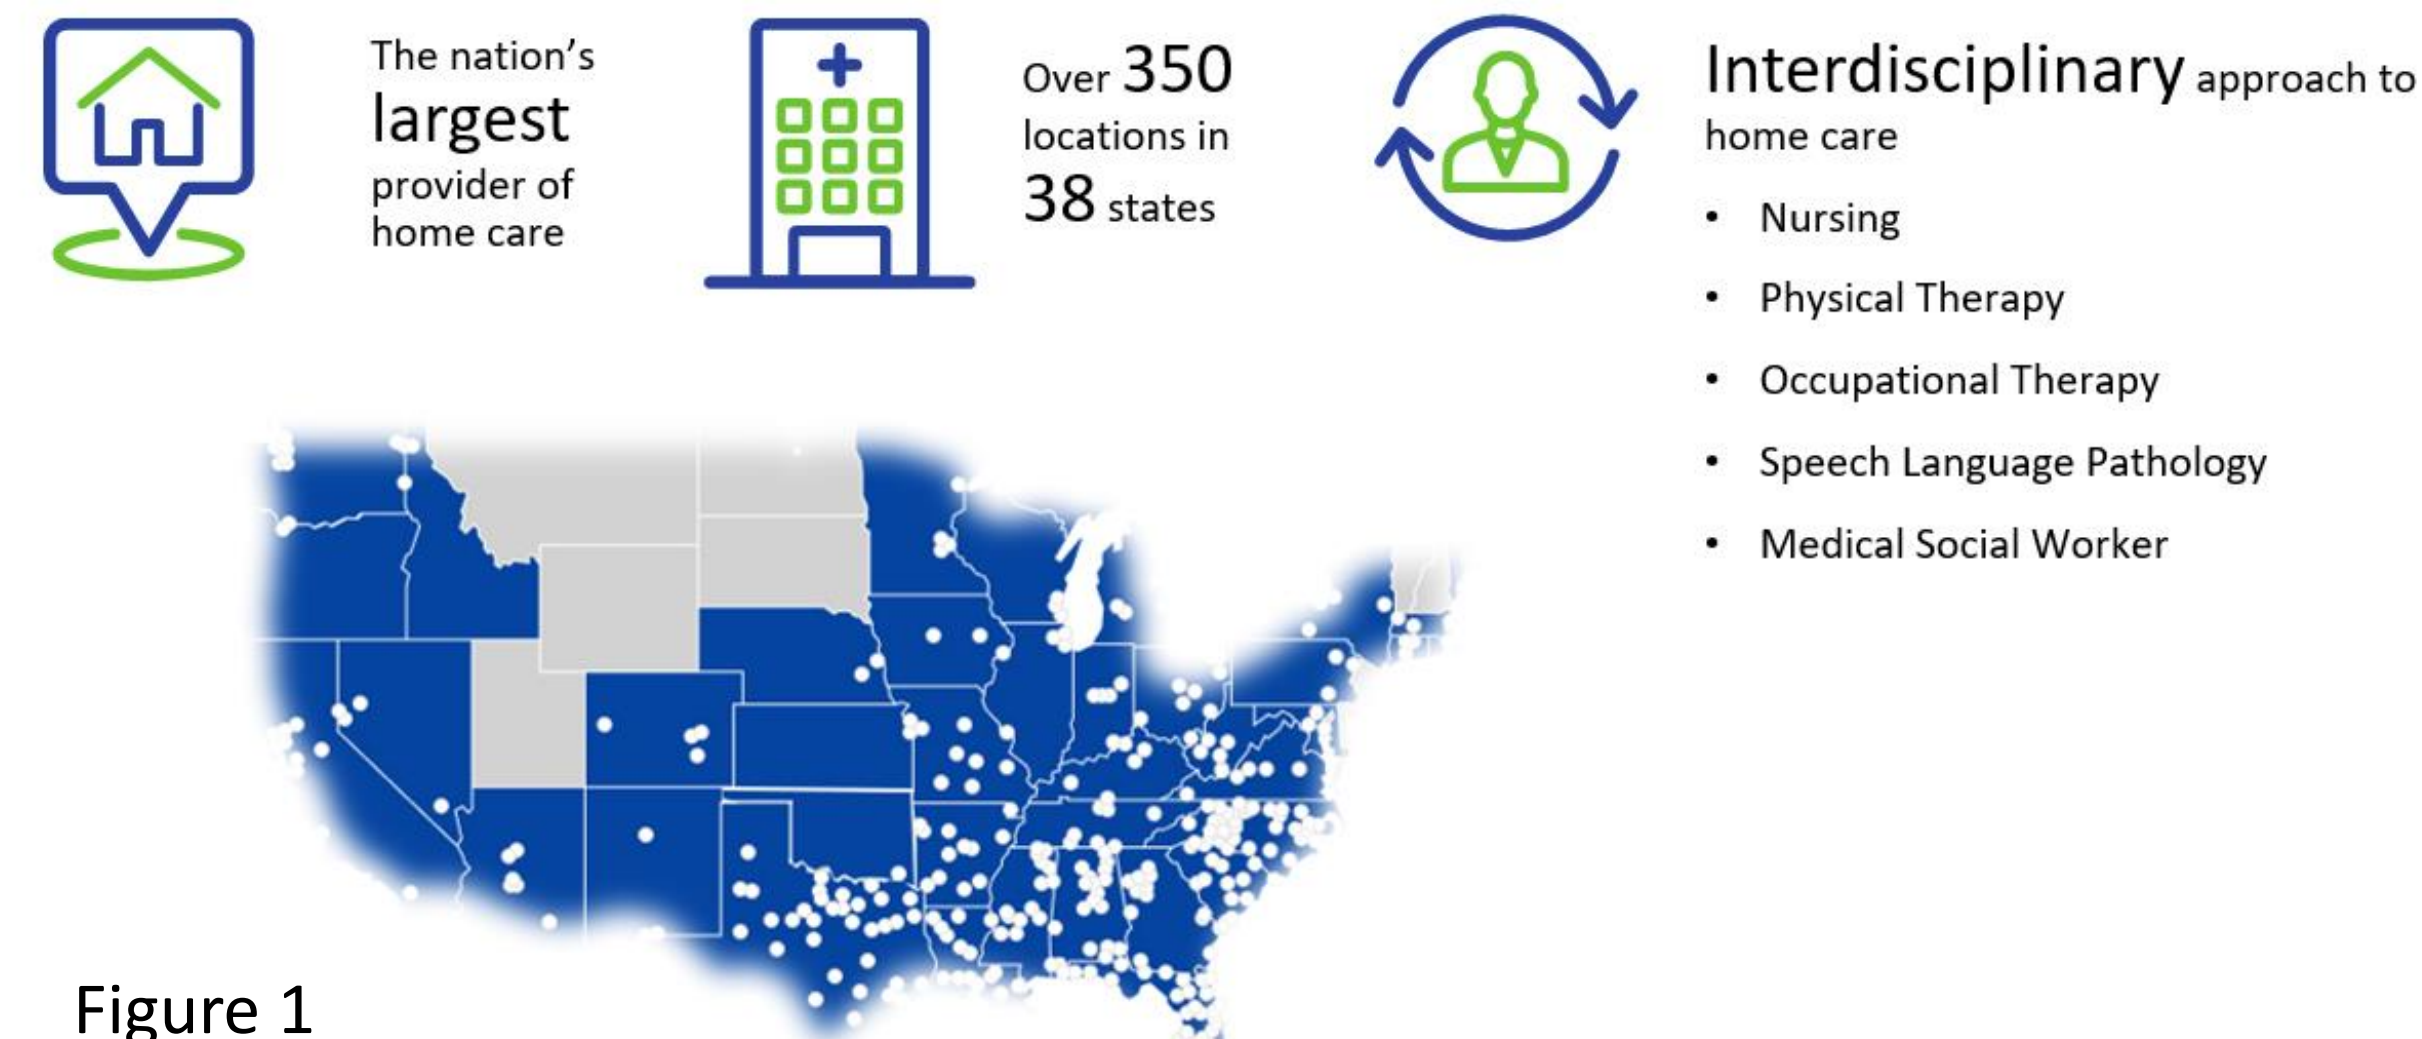 The nation’s
largest
provider of
home care
Over 350
locations in
38 states
Interdisciplinary approach to
home care
• Nursing
• Physical Therapy
• Occupational Therapy
• Speech Language Pathology
• Medical Social Worker
Figure 1